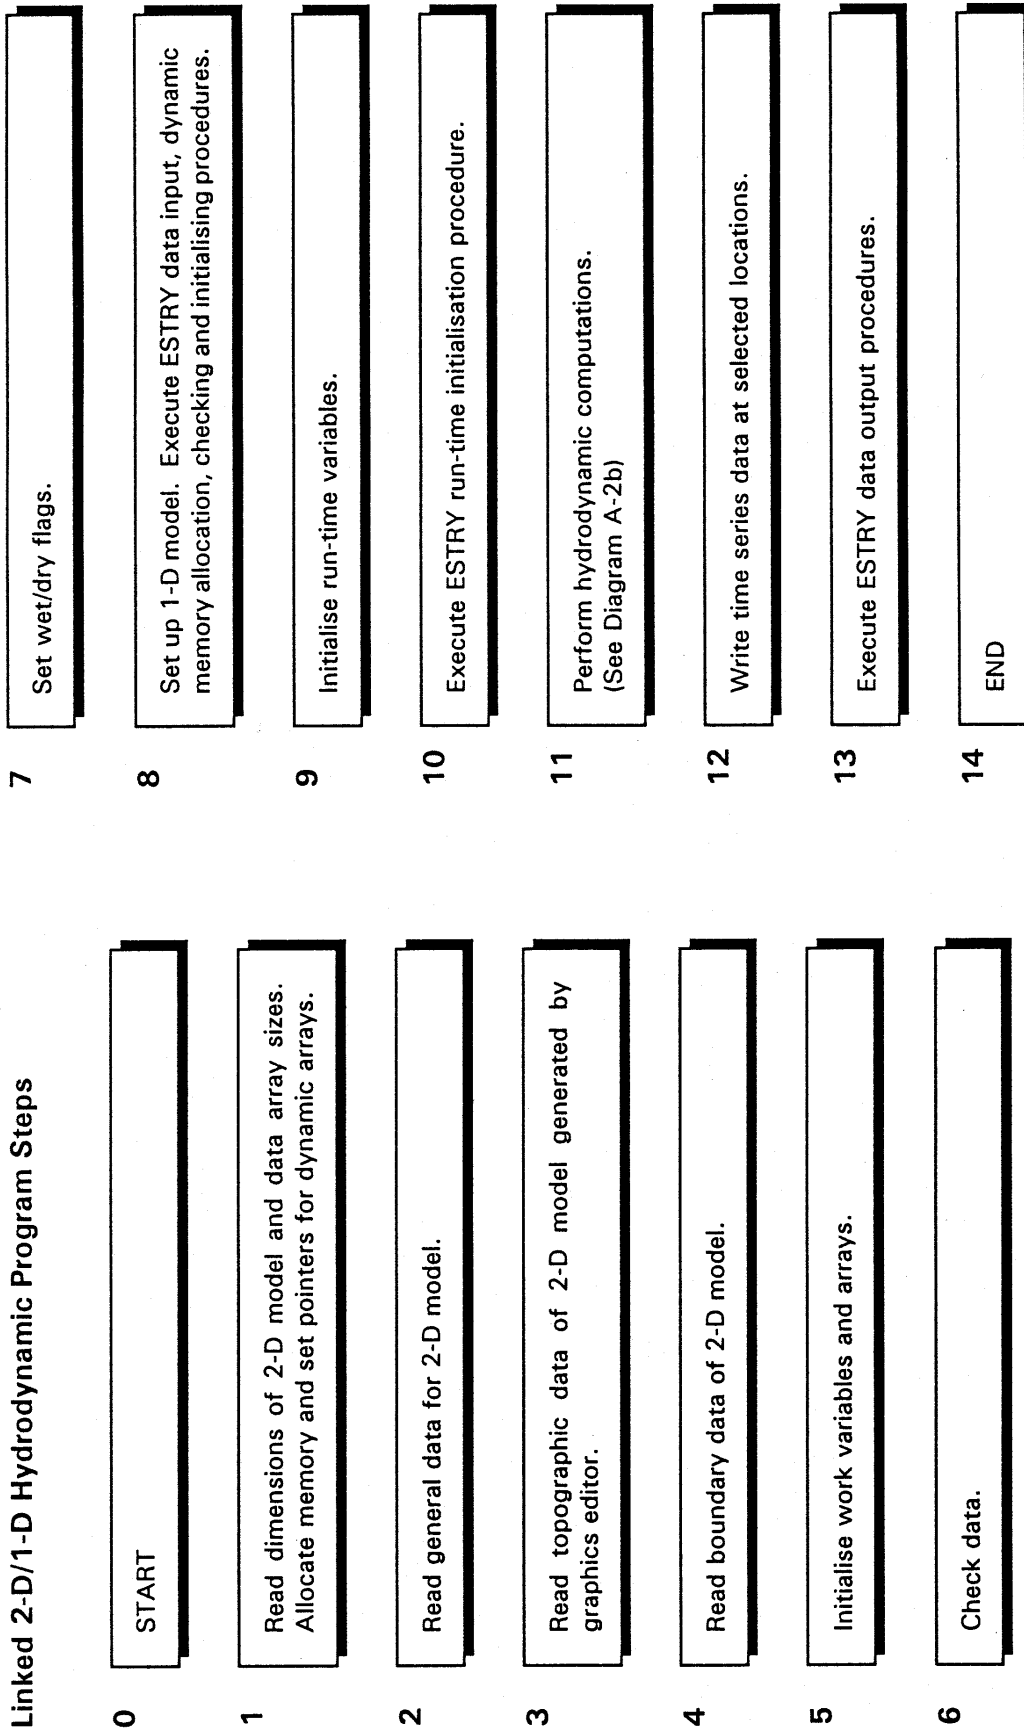 Linked 2-D/1-D Hydrodynamic Program Steps
0
START
1
Read dimensions of 2-D model and data array sizes.
Allocate memory and set pointers for dynamic arrays.
2
Read general data for 2-D model.
3
Read topographic data of 2-D model generated by
graphics editor.
4
Read boundary data of 2-D model.
5
Initialise work variables and arrays.
6
Check data.
7
Set wet/dry flags.
8
Set up 1-D model. Execute ESTRY data input, dynamic
memory allocation, checking and initialising procedures.
9
Initialise run-time variables.
10
Execute ESTRY run-time initialisation procedure.
11
Perform hydrodynamic computations.
(See Diagram A-2b)
12
Write time series data at selected locations.
13
Execute ESTRY data output procedures.
14
END